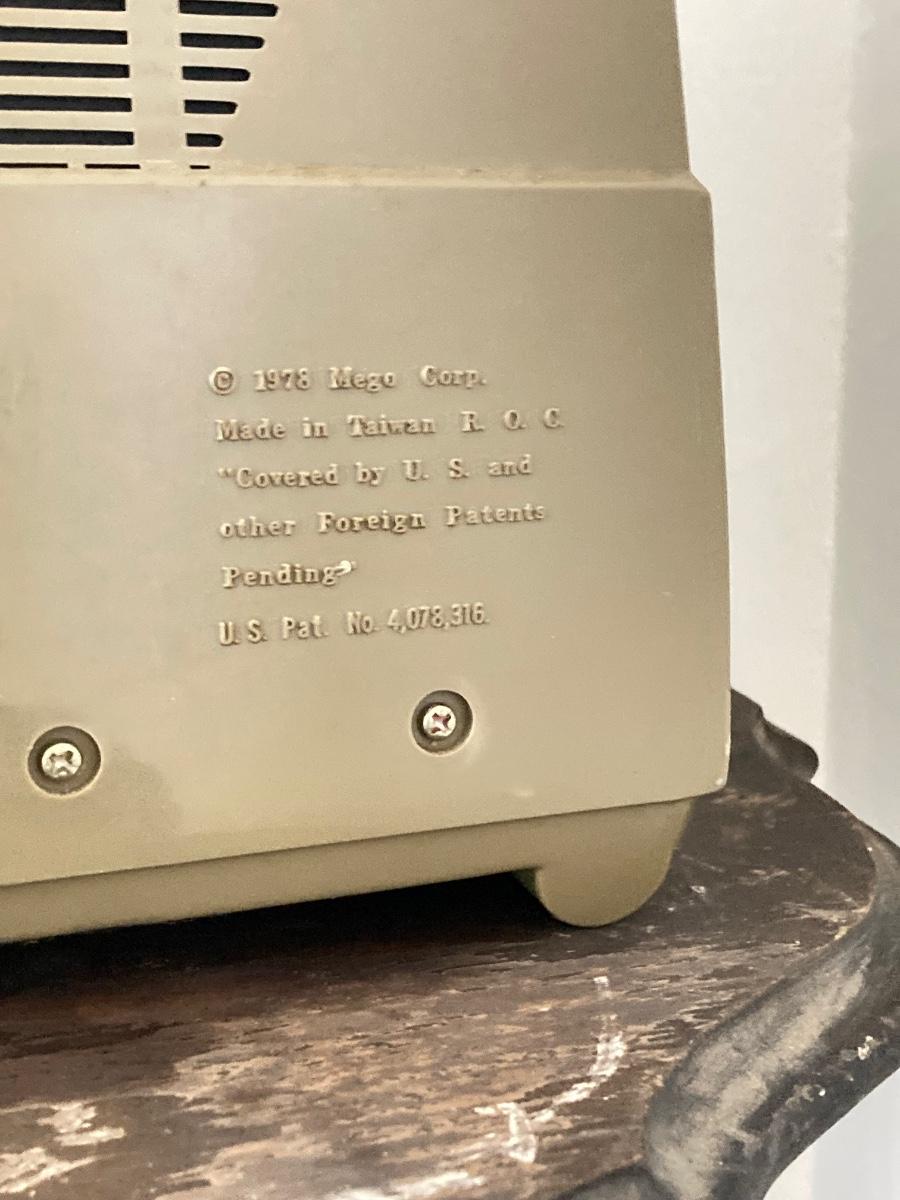 © 1978 Mego Corp.
Made in Taiwan R. O. C.
"Covered by U. S. and
other Foreign Patents
Pending"
U.S. Pat. No. 4,078,316.